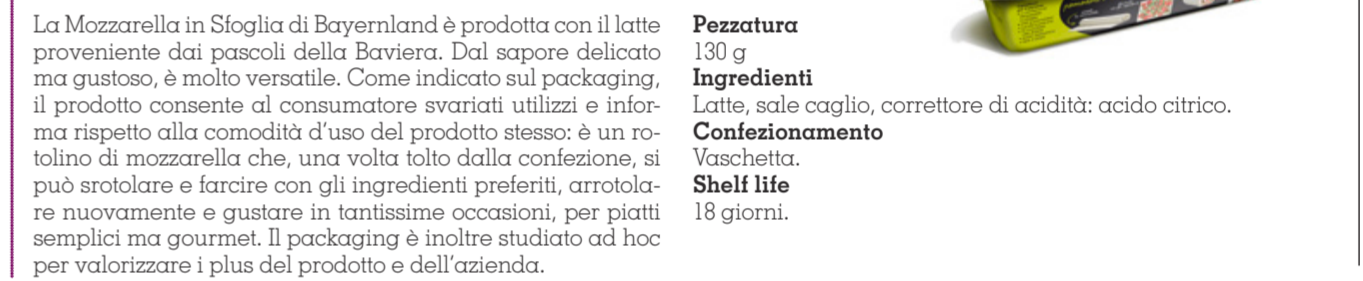 La Mozzarella in Sfoglia di Bayernland è prodotta con il latte
proveniente dai pascoli della Baviera. Dal sapore delicato
ma gustoso, è molto versatile. Come indicato sul packaging,
il prodotto consente al consumatore svariati utilizzi e infor-
ma rispetto alla comodità d'uso del prodotto stesso: è un ro-
tolino di mozzarella che, una volta tolto dalla confezione, si
può srotolare e farcire con gli ingredienti preferiti, arrotola-
re nuovamente e gustare in tantissime occasioni, per piatti
semplici ma gourmet. Il packaging è inoltre studiato ad hoc
per valorizzare i plus del prodotto e dell'azienda.
Pezzatura
130 g
Ingredienti
Latte, sale caglio, correttore di acidità: acido citrico.
Confezionamento
Vaschetta.
Shelf life
18 giorni.